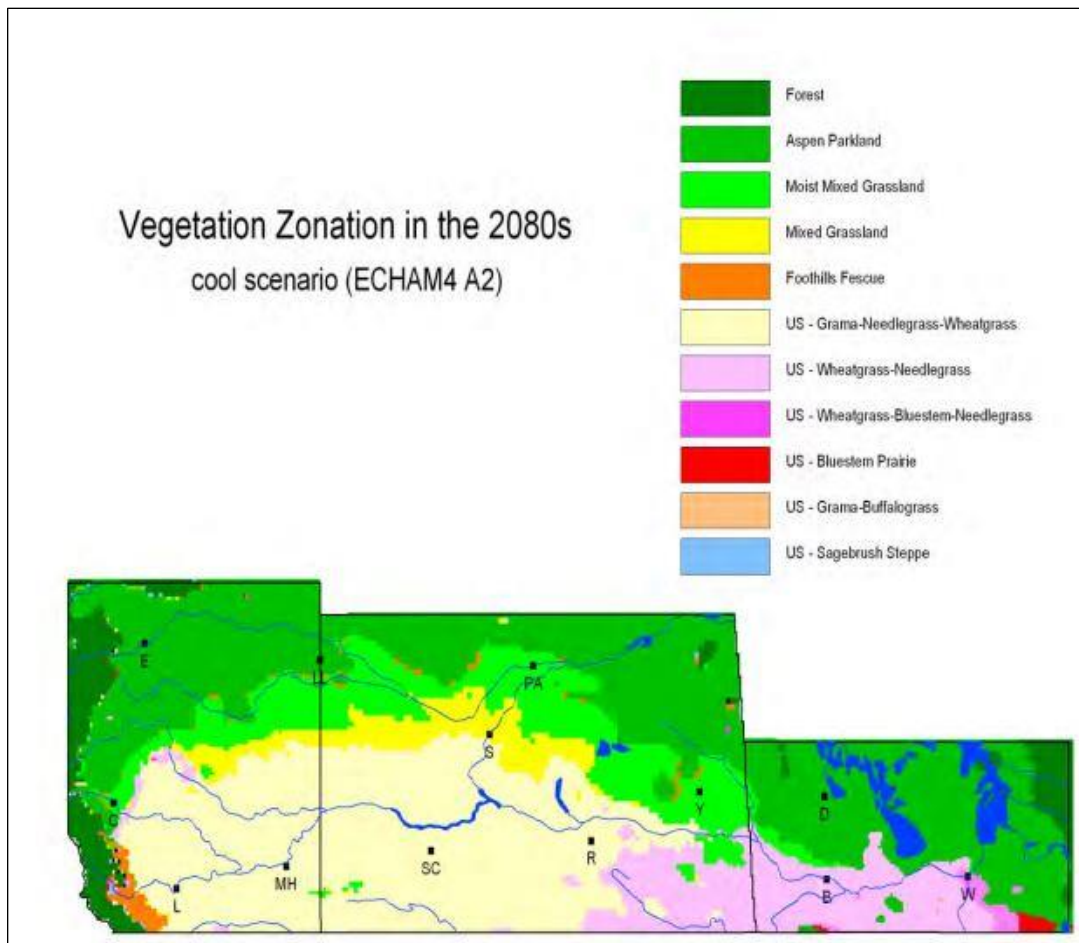 Forest
Aspen Parkland
Moist Mixed Grassland
Vegetation Zonation in the 2080s
Mixed Grassland
cool scenario (ECHAM4 A2)
Foothills Fescue
US - Grama-Needlegrass-Wheatgrass
US - Wheatgrass-Needlegrass
US - Wheatgrass-Bluestem-Needlegrass
US - Bluestem Prairie
US - Grama-Buffalograss
US - Sagebrush Steppe
E
PA
S
C
Y
D
R
SC
MH
L
B
W